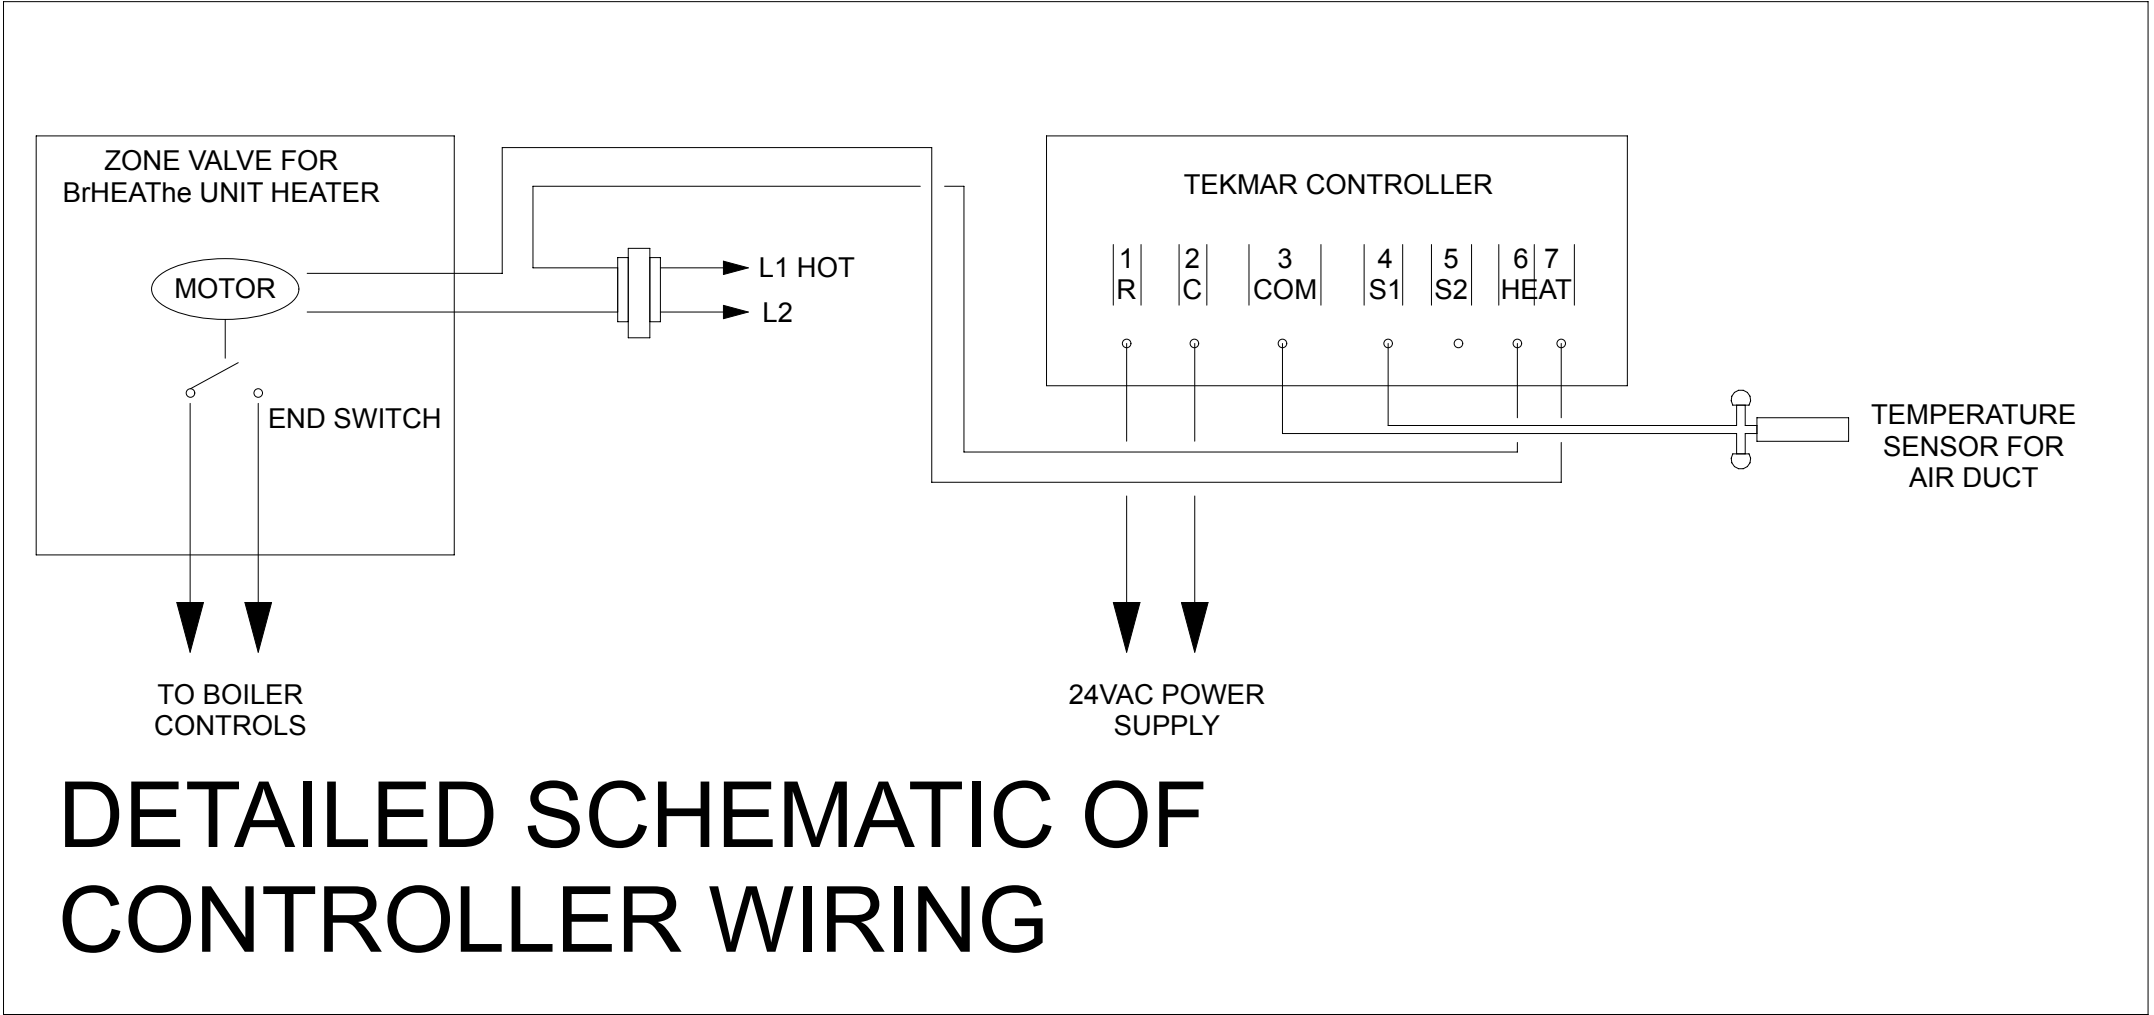 ZONE VALVE FOR
BrHEAThe UNIT HEATER
MOTOR
END SWITCH
TO BOILER
CONTROLS
L1 HOT
L2
TEKMAR CONTROLLER
1 2 3 4 5 6 7
R C COM S1 S2 HEAT
TEMPERATURE
SENSOR FOR
AIR DUCT
24VAC POWER
SUPPLY
DETAILED SCHEMATIC OF
CONTROLLER WIRING